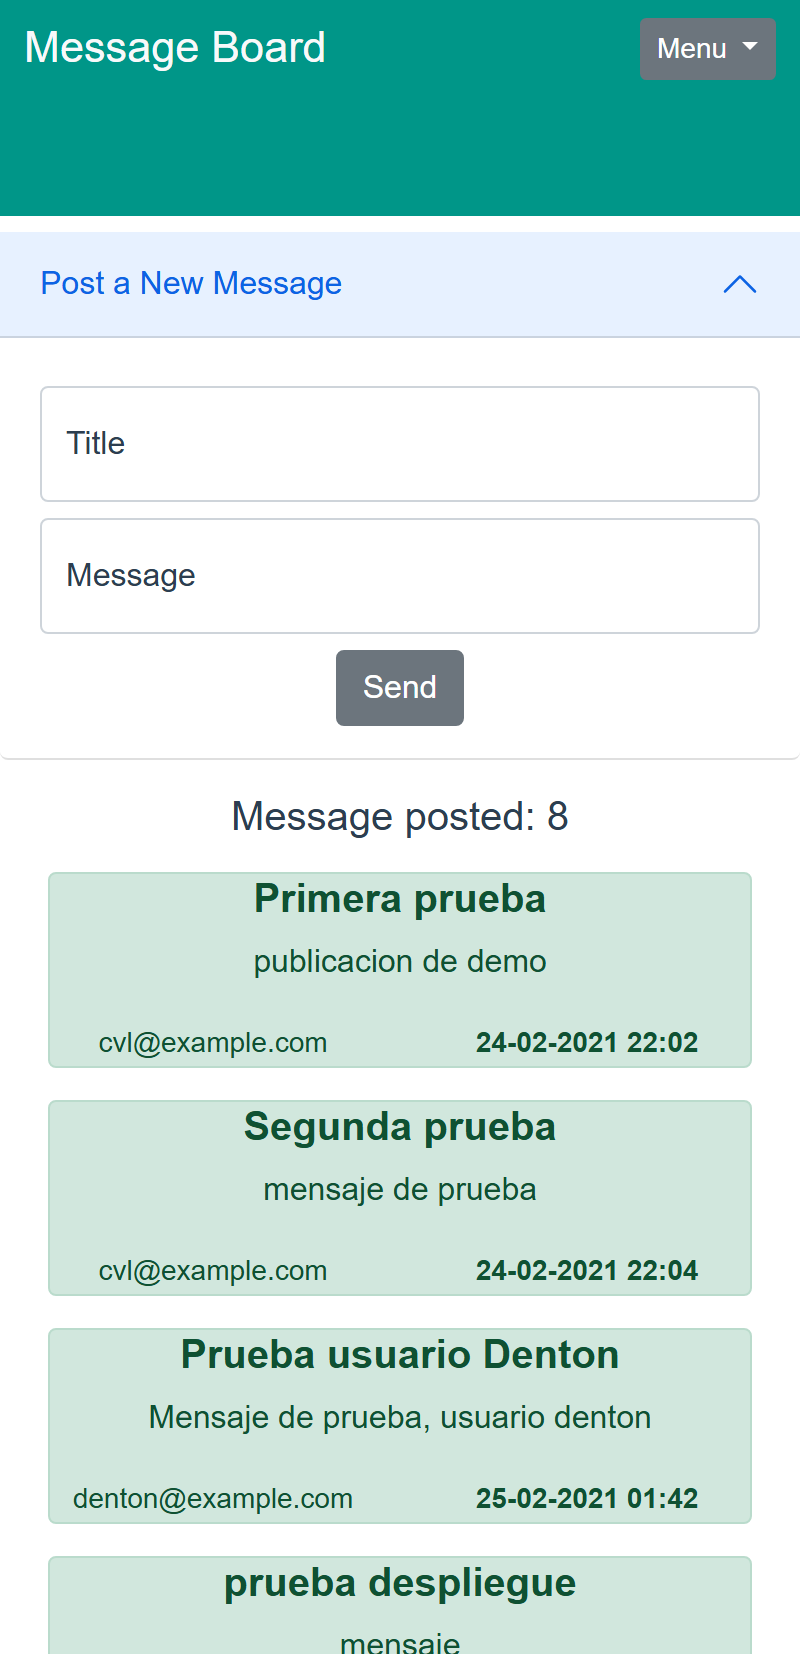 Message Board
Menu
Post a New Message
Title
Message
Send
Message posted: 8
Primera prueba
publicacion de demo
cvl@example.com 24-02-2021 22:02
Segunda prueba
mensaje de prueba
cvl@example.com 24-02-2021 22:04
Prueba usuario Denton
Mensaje de prueba, usuario denton
denton@example.com 25-02-2021 01:42
prueba despliegue
mensaje